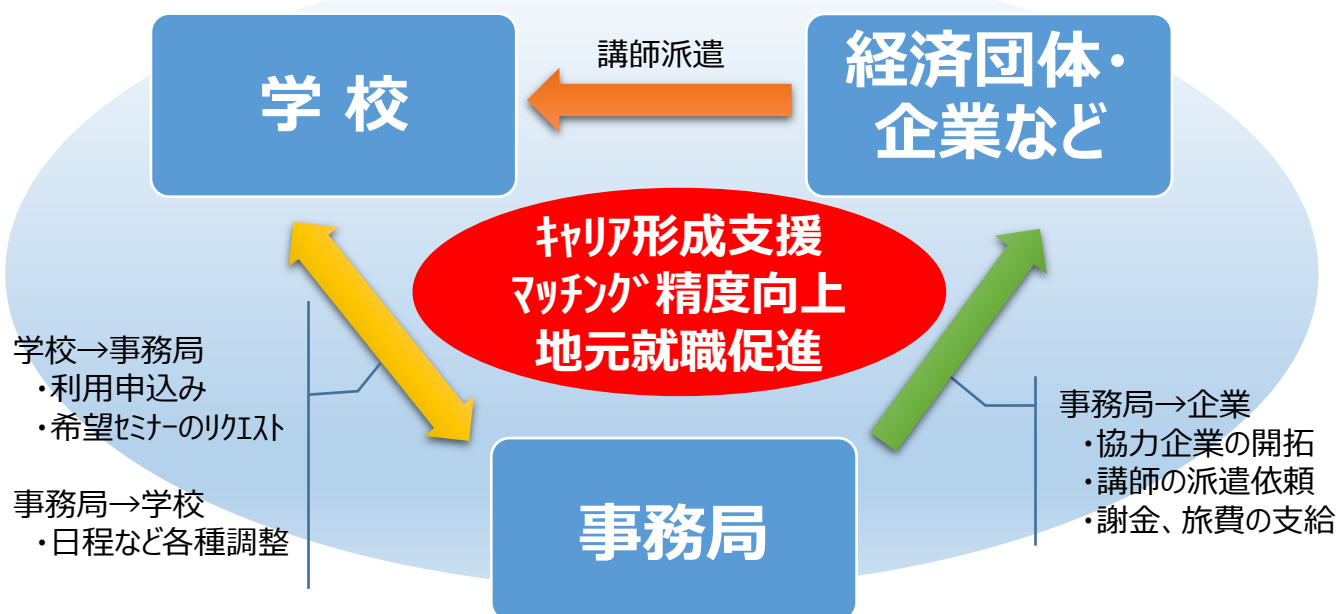 学 校
講師派遣
経済団体・
企業など
ｷｬﾘｱ形成支援
ﾏｯﾁﾝｸﾞ精度向上
地元就職促進
学校→事務局
・利用申込み
・希望ｾﾐﾅｰのﾘｸｴｽﾄ
事務局→学校
・日程など各種調整
事務局→企業
・協力企業の開拓
・講師の派遣依頼
・謝金、旅費の支給
事務局